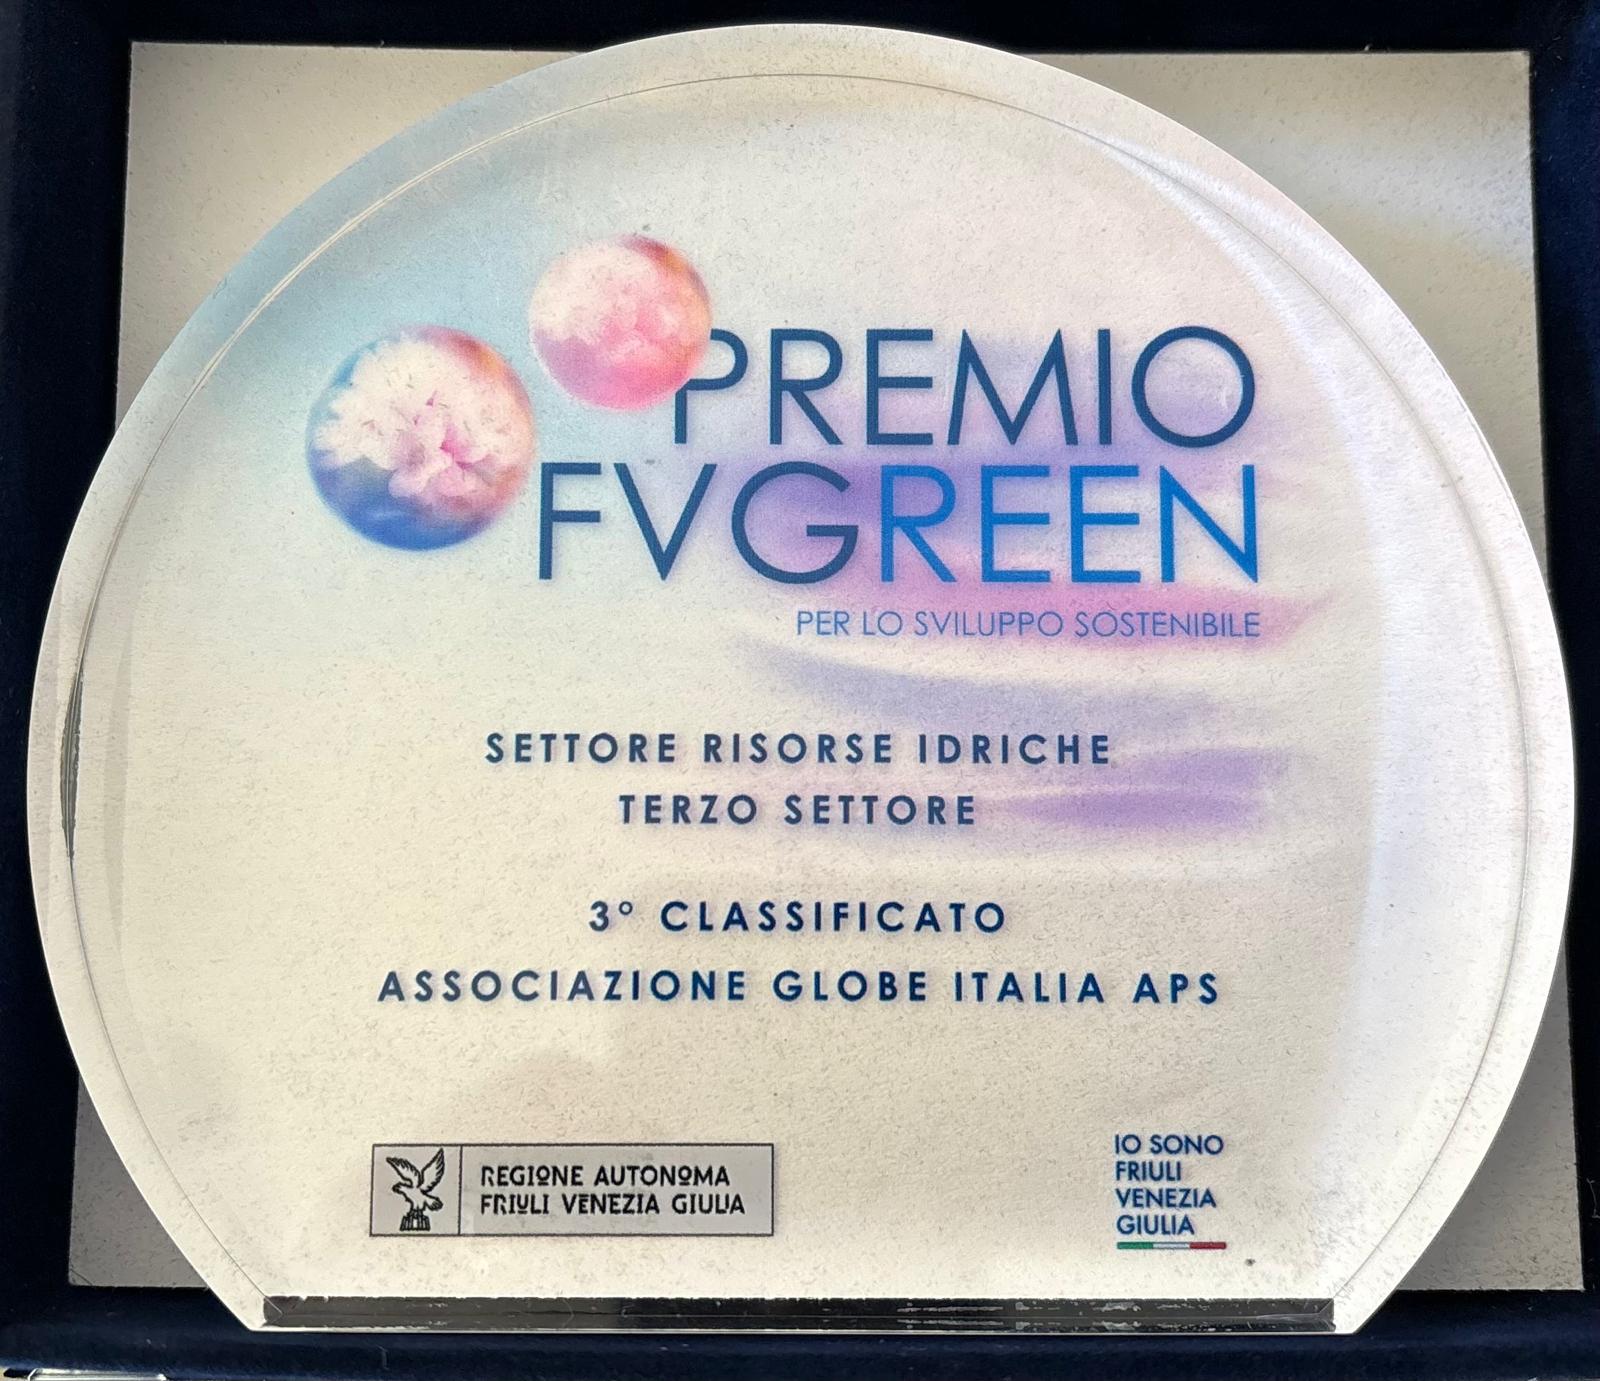 PREMIO
FVGREEN
PER LO SVILUPPO SOSTENIBILE
SETTORE RISORSE IDRICHE
TERZO SETTORE
3° CLASSIFICATO
ASSOCIAZIONE GLOBE ITALIA APS
REGIONE AUTONOMA
FRIULI VENEZIA GIULIA
IO SONO
FRIULI
VENEZIA
GIULIA